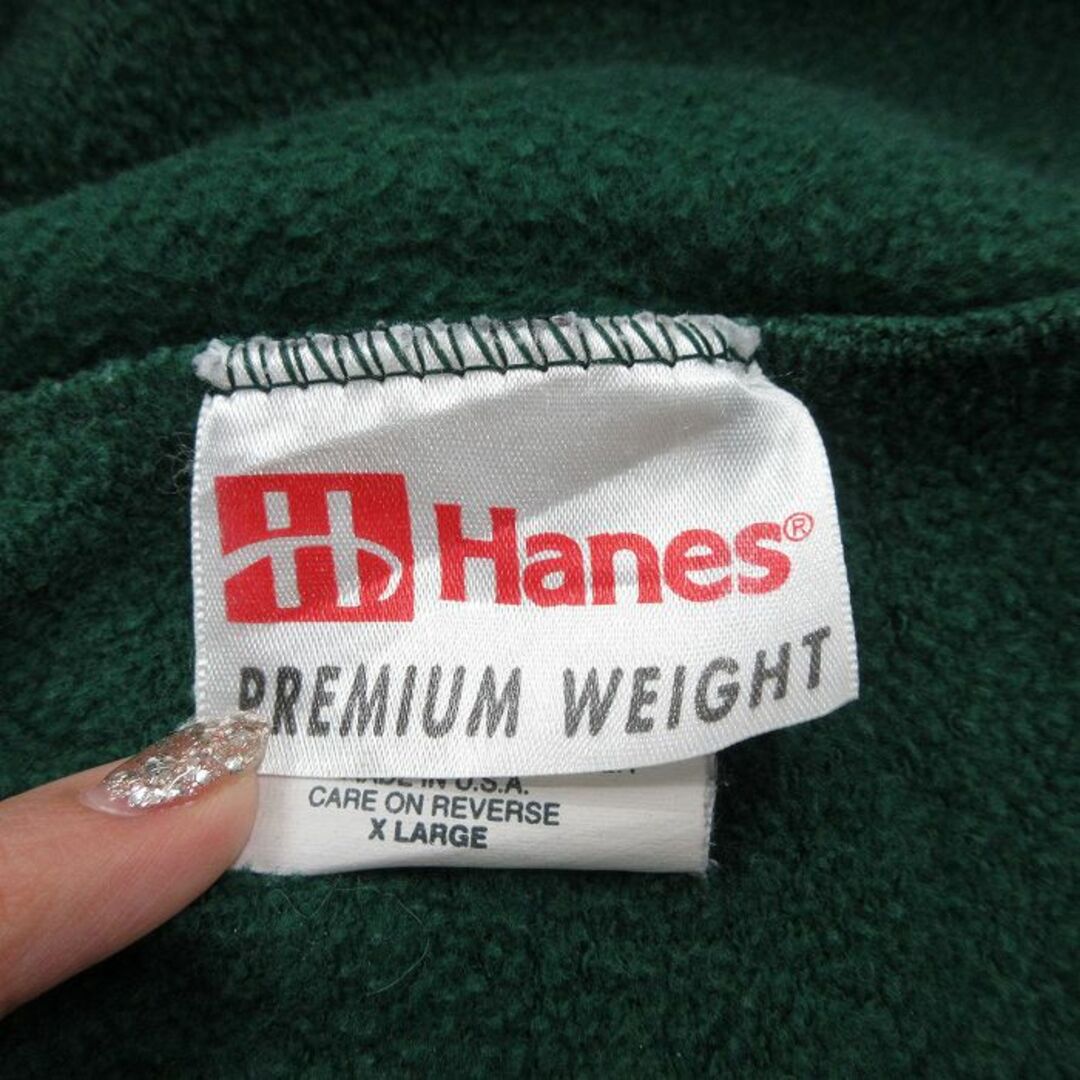 H Hanes®
PREMIUM WEIGHT
MADE IN U.S.A.
CARE ON REVERSE
X LARGE